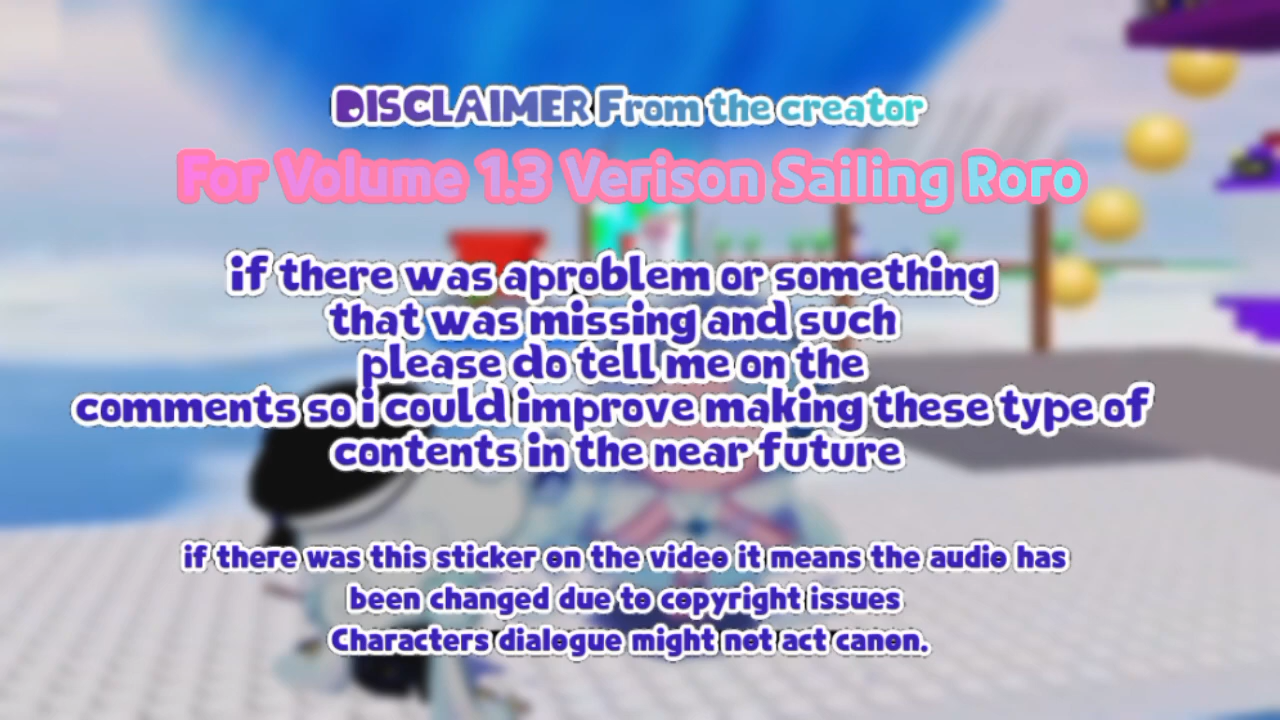 DISCLAIMER From the creator
For Volume 1.3 Verison Sailing Roro
if there was aproblem or something
that was missing and such
please do tell me on the
comments so i could improve making these type of
contents in the near future
if there was this sticker on the video it means the audio has
been changed due to copyright issues
Characters dialogue might not act canon.